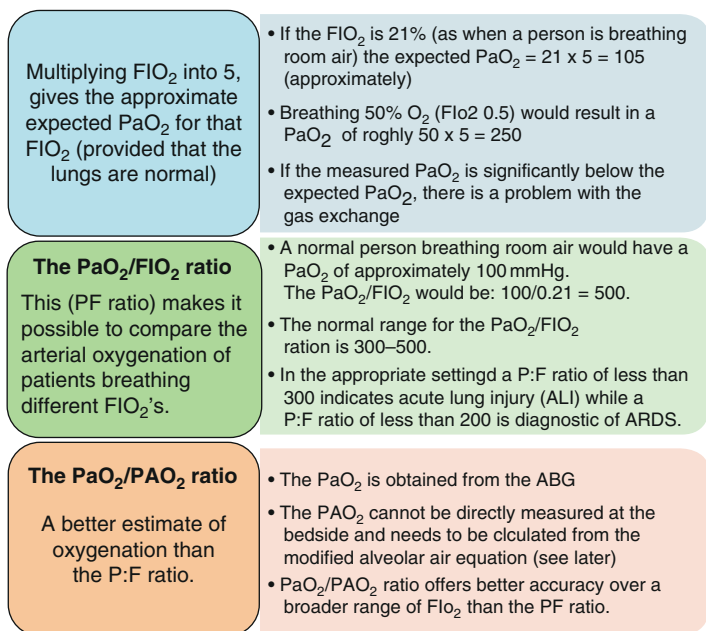 Multiplying FIO₂ into 5,
gives the approximate
expected PaO₂ for that
FIO₂ (provided that the
lungs are normal)
• If the FIO₂ is 21% (as when a person is breathing
room air) the expected PaO₂ = 21 x 5 = 105
(approximately)
• Breathing 50% O₂ (Flo2 0.5) would result in a
PaO₂ of roghly 50 x 5 = 250
• If the measured PaO₂ is significantly below the
expected PaO₂, there is a problem with the
gas exchange
The PaO₂/FIO₂ ratio
This (PF ratio) makes it
possible to compare the
arterial oxygenation of
patients breathing
different FIO₂'s.
• A normal person breathing room air would have a
PaO₂ of approximately 100 mmHg.
The PaO₂/FIO₂ would be: 100/0.21 = 500.
• The normal range for the PaO₂/FIO₂
ration is 300–500.
• In the appropriate settingd a P:F ratio of less than
300 indicates acute lung injury (ALI) while a
P:F ratio of less than 200 is diagnostic of ARDS.
The PaO₂/PAO₂ ratio
A better estimate of
oxygenation than
the P:F ratio.
• The PaO₂ is obtained from the ABG
• The PAO₂ cannot be directly measured at the
bedside and needs to be clculated from the
modified alveolar air equation (see later)
• PaO₂/PAO₂ ratio offers better accuracy over a
broader range of Flo₂ than the PF ratio.